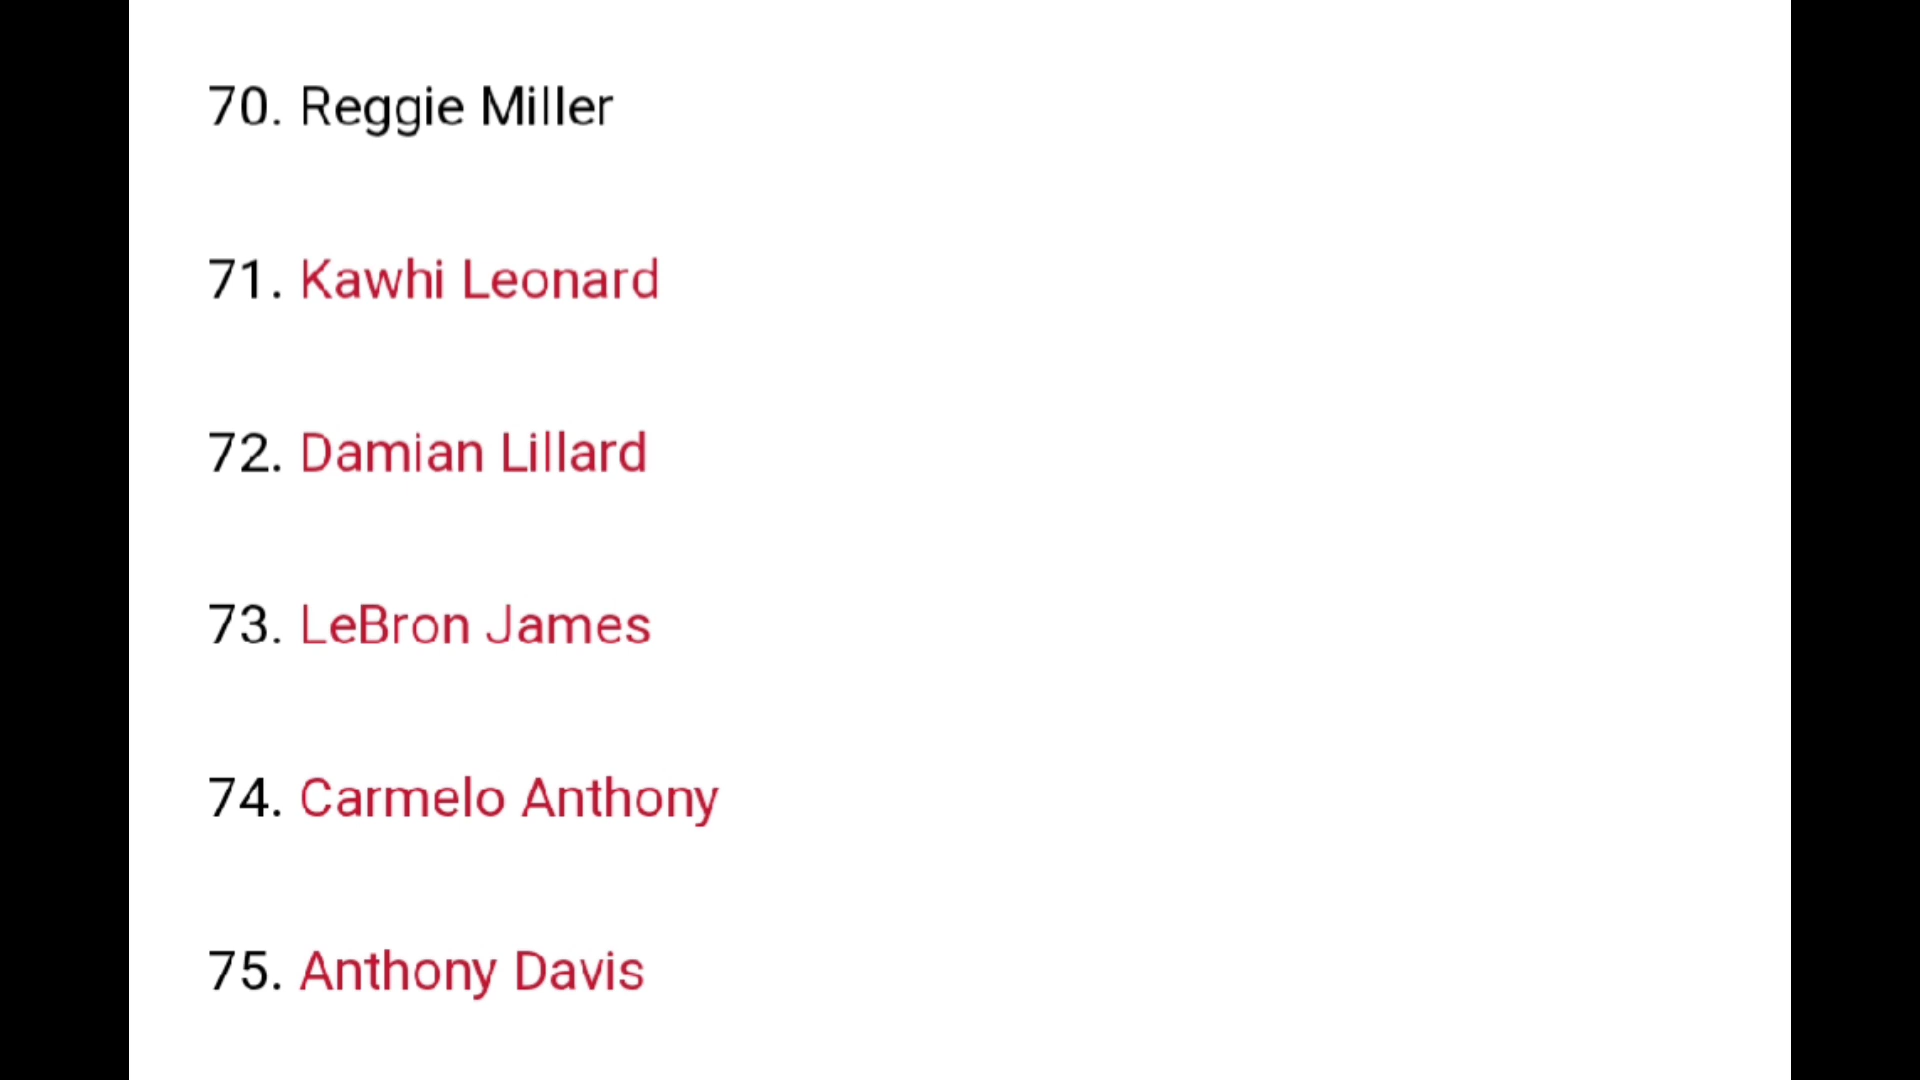 70. Reggie Miller
71. Kawhi Leonard
72. Damian Lillard
73. LeBron James
74. Carmelo Anthony
75. Anthony Davis